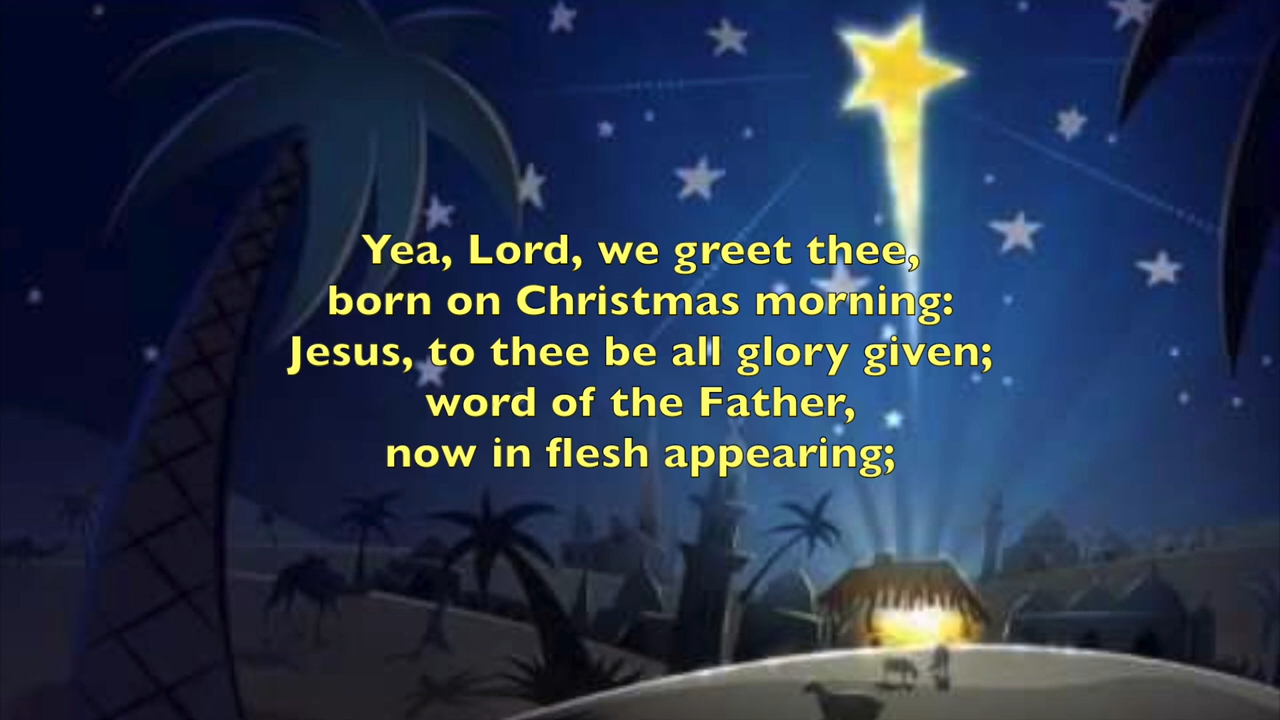 Yea, Lord, we greet thee,
born on Christmas morning:
Jesus, to thee be all glory given;
word of the Father,
now in flesh appearing;